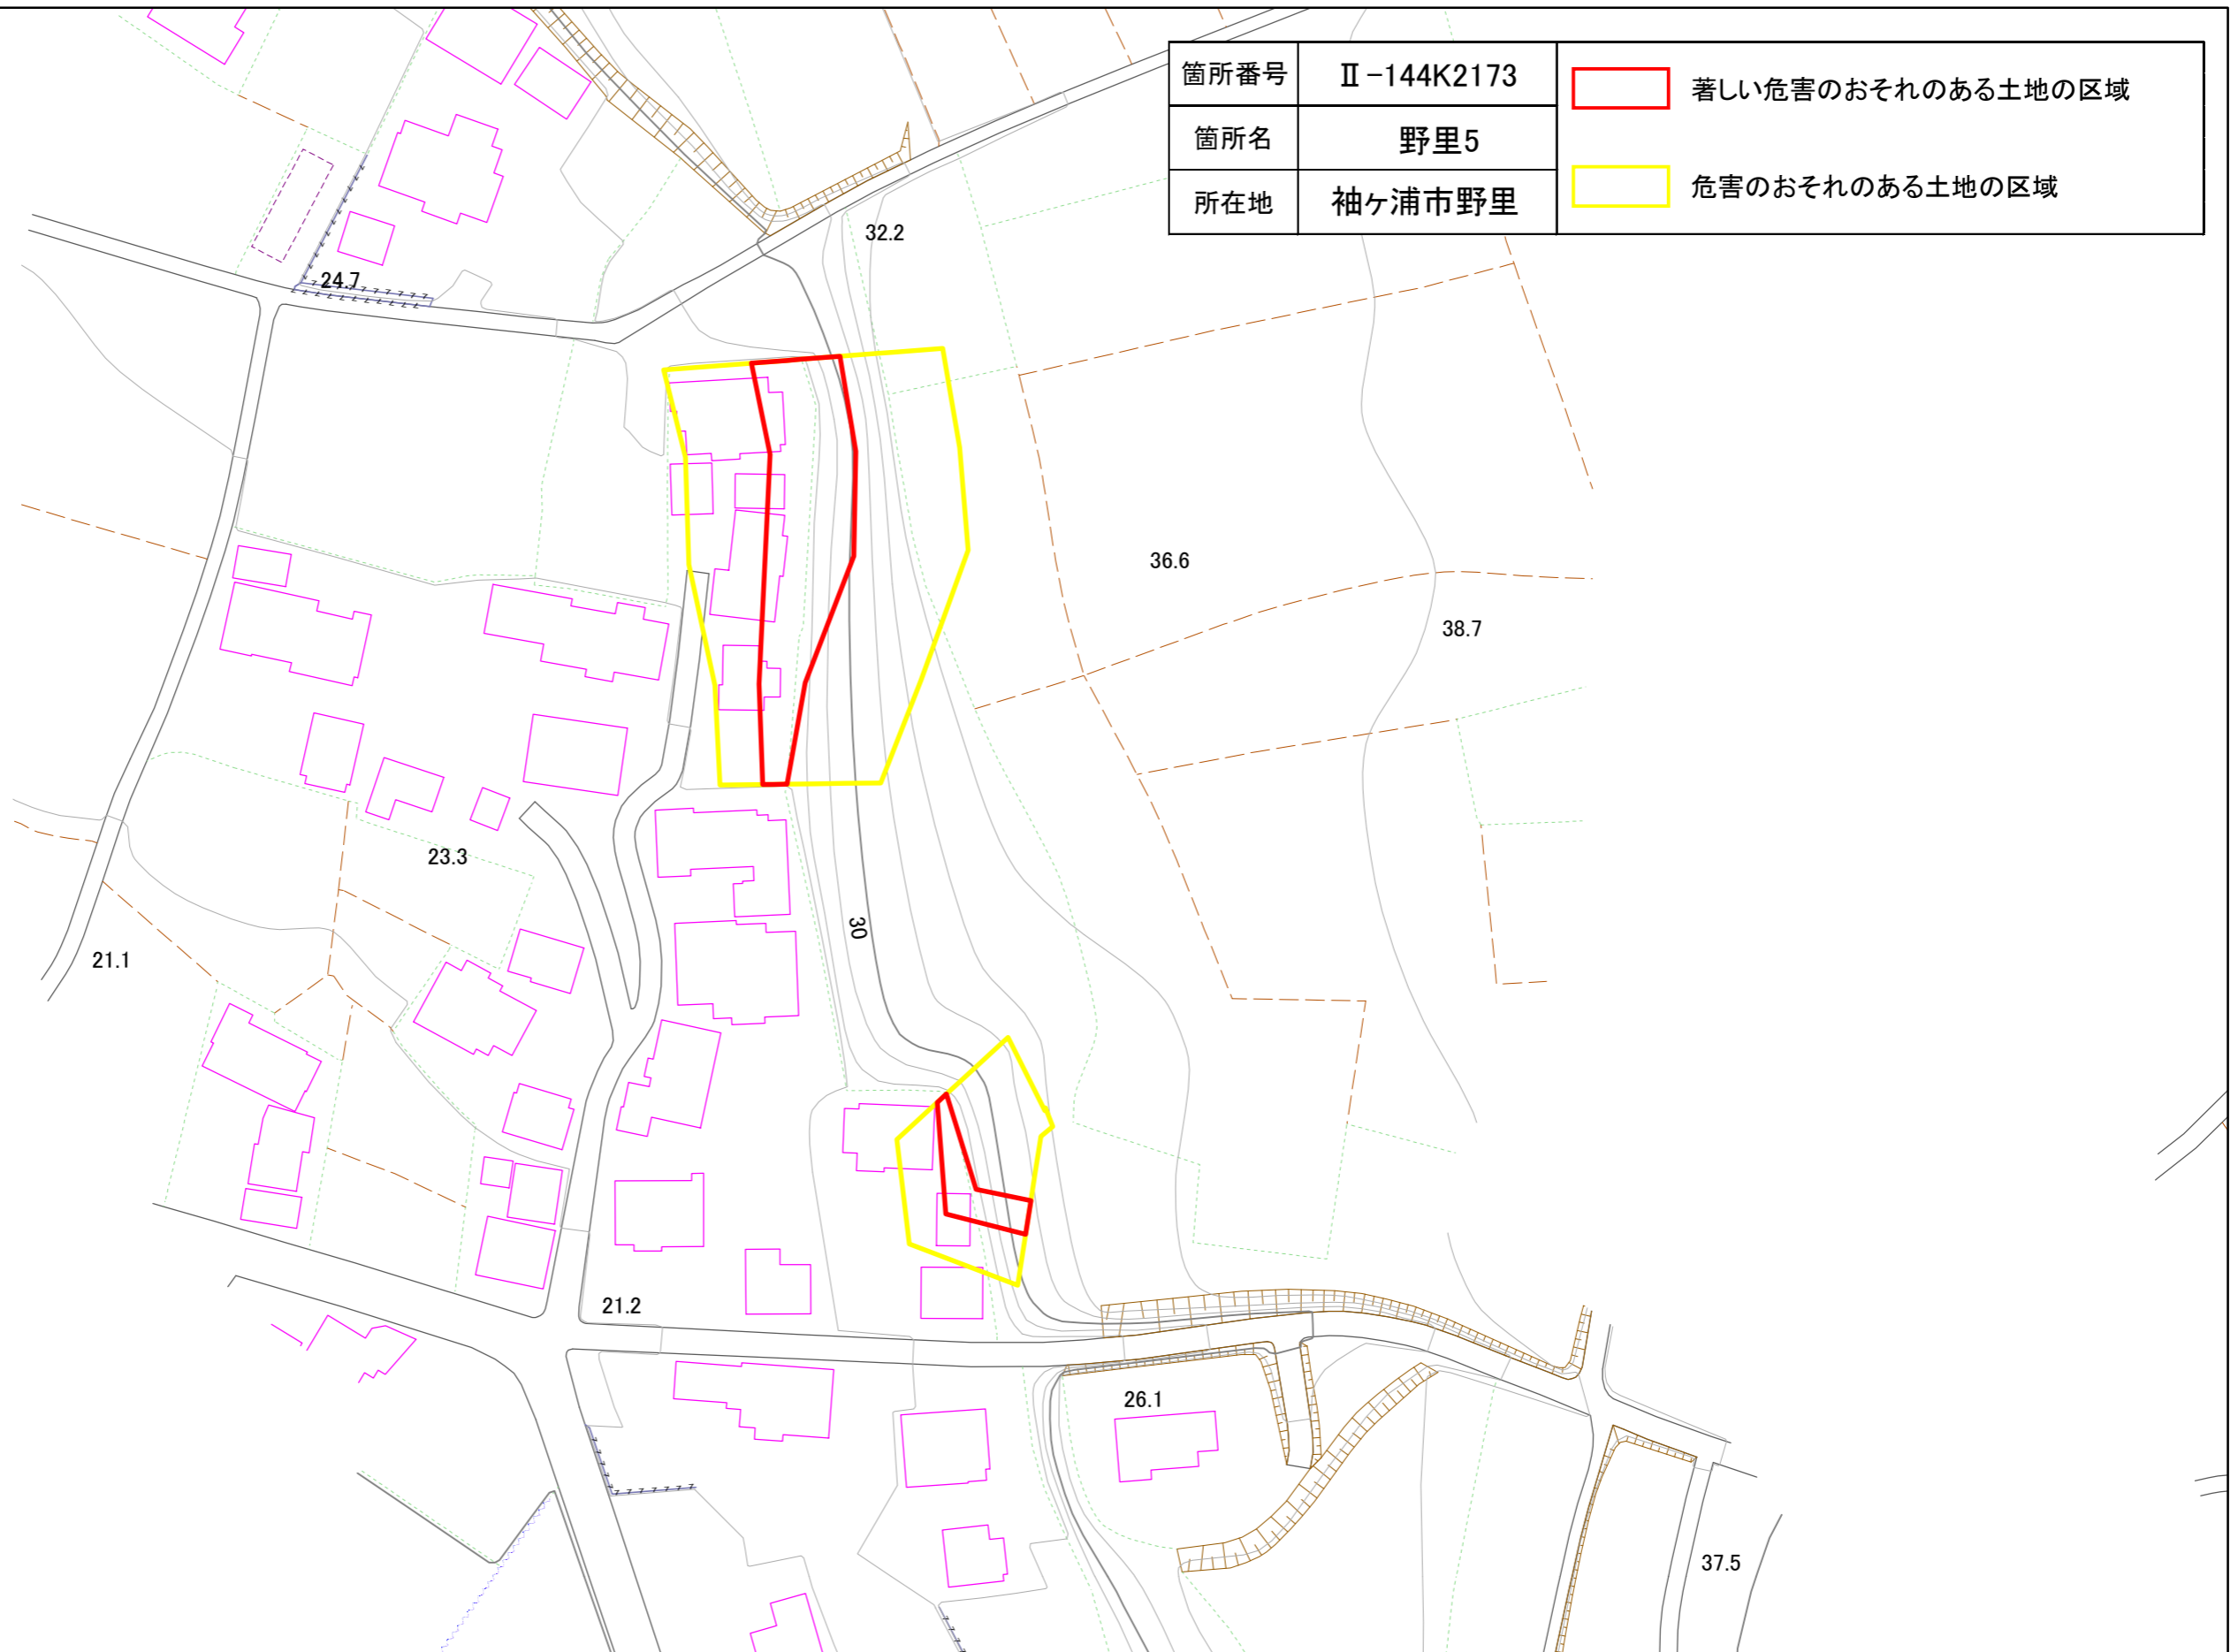 箇所番号 Ⅱ-144K2173
箇所名 野里5
所在地 袖ヶ浦市野里
著しい危害のおそれのある土地の区域
危害のおそれのある土地の区域
32.2
24.7
36.6
38.7
23.3
30
21.1
21.2
26.1
37.5